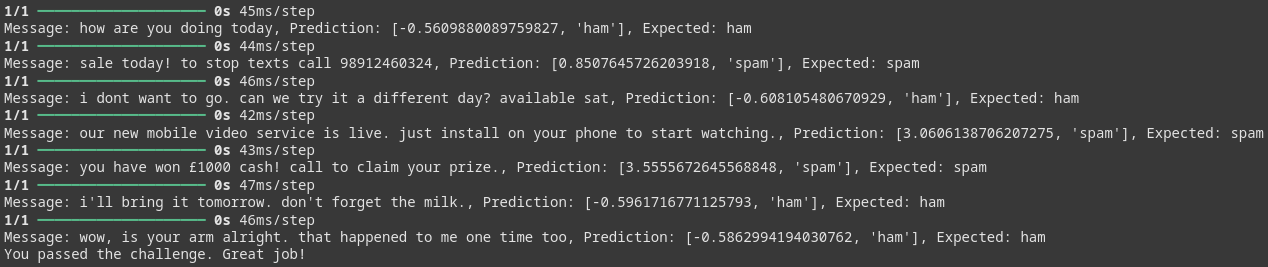 1/1 ━━━━━━━━━━━━━━━━━━━━ 0s 45ms/step
Message: how are you doing today, Prediction: [-0.5609880089759827, 'ham'], Expected: ham
1/1 ━━━━━━━━━━━━━━━━━━━━ 0s 44ms/step
Message: sale today! to stop texts call 98912460324, Prediction: [0.8507645726203918, 'spam'], Expected: spam
1/1 ━━━━━━━━━━━━━━━━━━━━ 0s 46ms/step
Message: i dont want to go. can we try it a different day? available sat, Prediction: [-0.608105480670929, 'ham'], Expected: ham
1/1 ━━━━━━━━━━━━━━━━━━━━ 0s 42ms/step
Message: our new mobile video service is live. just install on your phone to start watching., Prediction: [3.0606138706207275, 'spam'], Expected: spam
1/1 ━━━━━━━━━━━━━━━━━━━━ 0s 43ms/step
Message: you have won £1000 cash! call to claim your prize., Prediction: [3.5555672645568848, 'spam'], Expected: spam
1/1 ━━━━━━━━━━━━━━━━━━━━ 0s 47ms/step
Message: i'll bring it tomorrow. don't forget the milk., Prediction: [-0.5961716771125793, 'ham'], Expected: ham
1/1 ━━━━━━━━━━━━━━━━━━━━ 0s 46ms/step
Message: wow, is your arm alright. that happened to me one time too, Prediction: [-0.5862994194030762, 'ham'], Expected: ham
You passed the challenge. Great job!